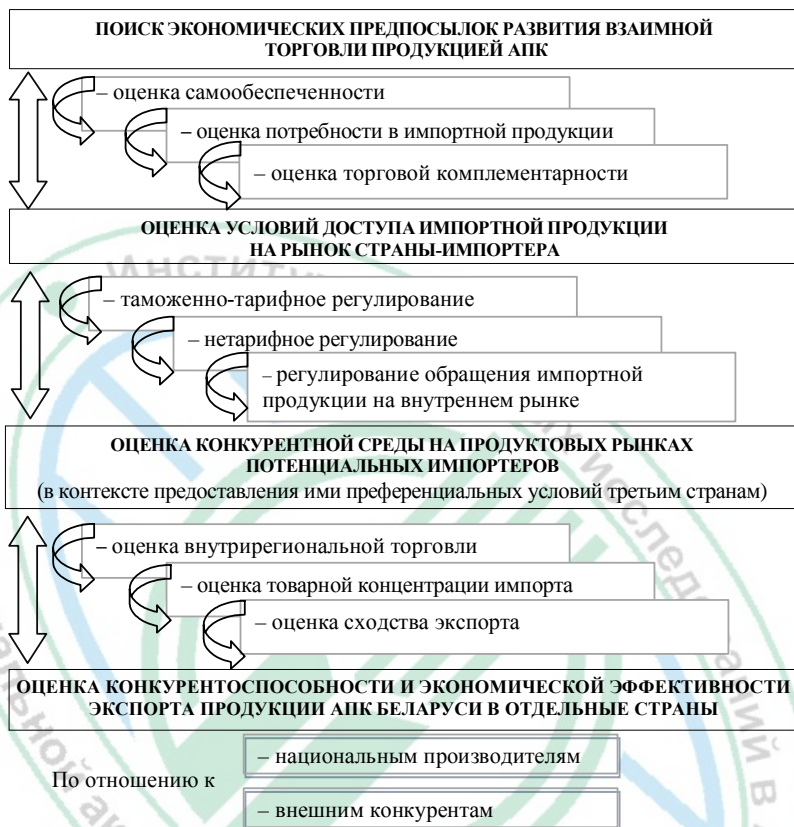 ПОИСК ЭКОНОМИЧЕСКИХ ПРЕДПОСЫЛОК РАЗВИТИЯ ВЗАИМНОЙ
ТОРГОВЛИ ПРОДУКЦИЕЙ АПК
– оценка самообеспеченности
– оценка потребности в импортной продукции
– оценка торговой комплементарности
ОЦЕНКА УСЛОВИЙ ДОСТУПА ИМПОРТНОЙ ПРОДУКЦИИ
НА РЫНОК СТРАНЫ-ИМПОРТЕРА
– таможенно-тарифное регулирование
– нетарифное регулирование
– регулирование обращения импортной
продукции на внутреннем рынке
ОЦЕНКА КОНКУРЕНТНОЙ СРЕДЫ НА ПРОДУКТОВЫХ РЫНКАХ
ПОТЕНЦИАЛЬНЫХ ИМПОРТЕРОВ
(в контексте предоставления ими преференциальных условий третьим странам)
– оценка внутрирегиональной торговли
– оценка товарной концентрации импорта
– оценка сходства экспорта
ОЦЕНКА КОНКУРЕНТОСПОСОБНОСТИ И ЭКОНОМИЧЕСКОЙ ЭФФЕКТИВНОСТИ
ЭКСПОРТА ПРОДУКЦИИ АПК БЕЛАРУСИ В ОТДЕЛЬНЫЕ СТРАНЫ
По отношению к
– национальным производителям
– внешним конкурентам